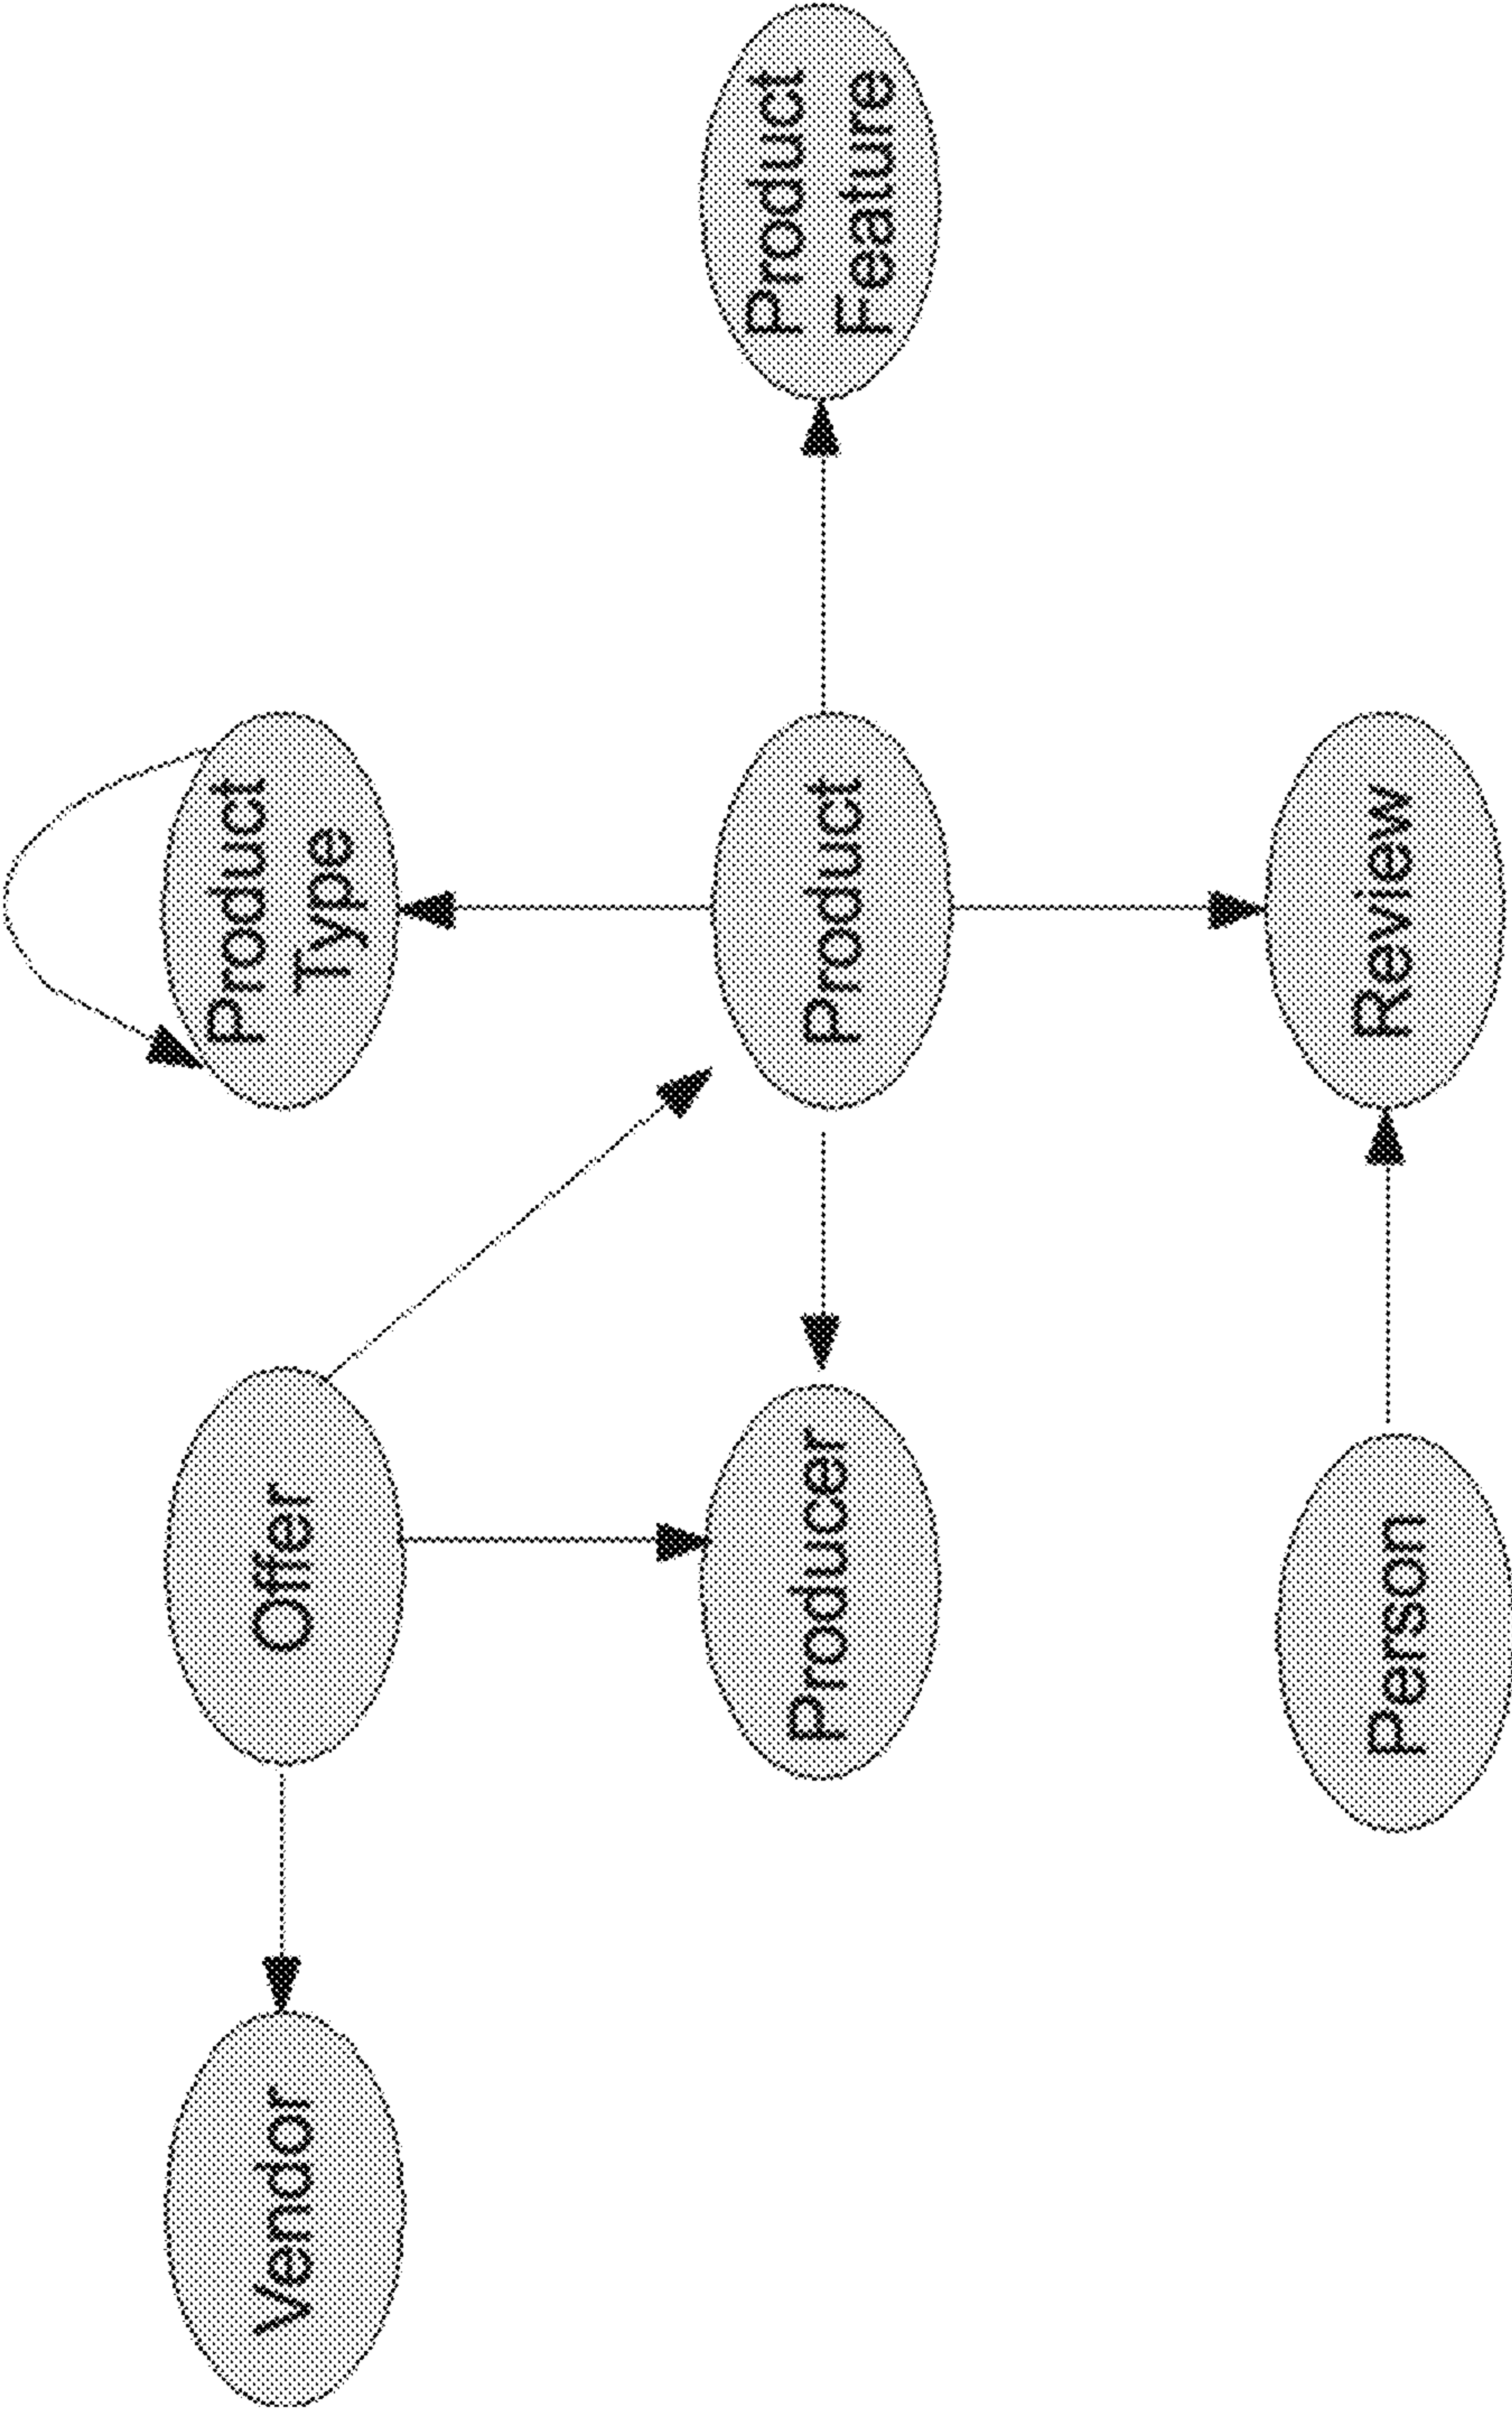 Vendor
Offer
Product
Type
Producer
Product
Product
Feature
Person
Review